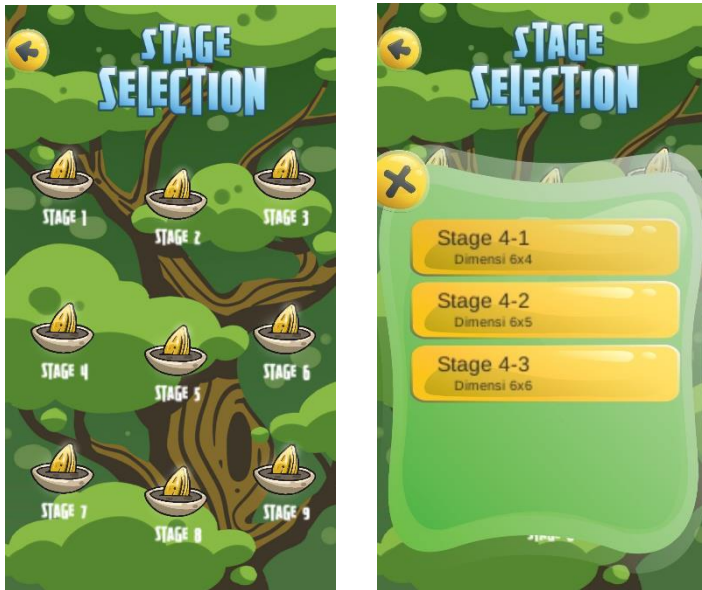 STAGE
SELECTION
STAGE 1
STAGE 2
STAGE 3
STAGE 4
STAGE 5
STAGE 6
STAGE 7
STAGE 8
STAGE 9
STAGE
SELECTION
Stage 4-1
Dimensi 6x4
Stage 4-2
Dimensi 6x5
Stage 4-3
Dimensi 6x6